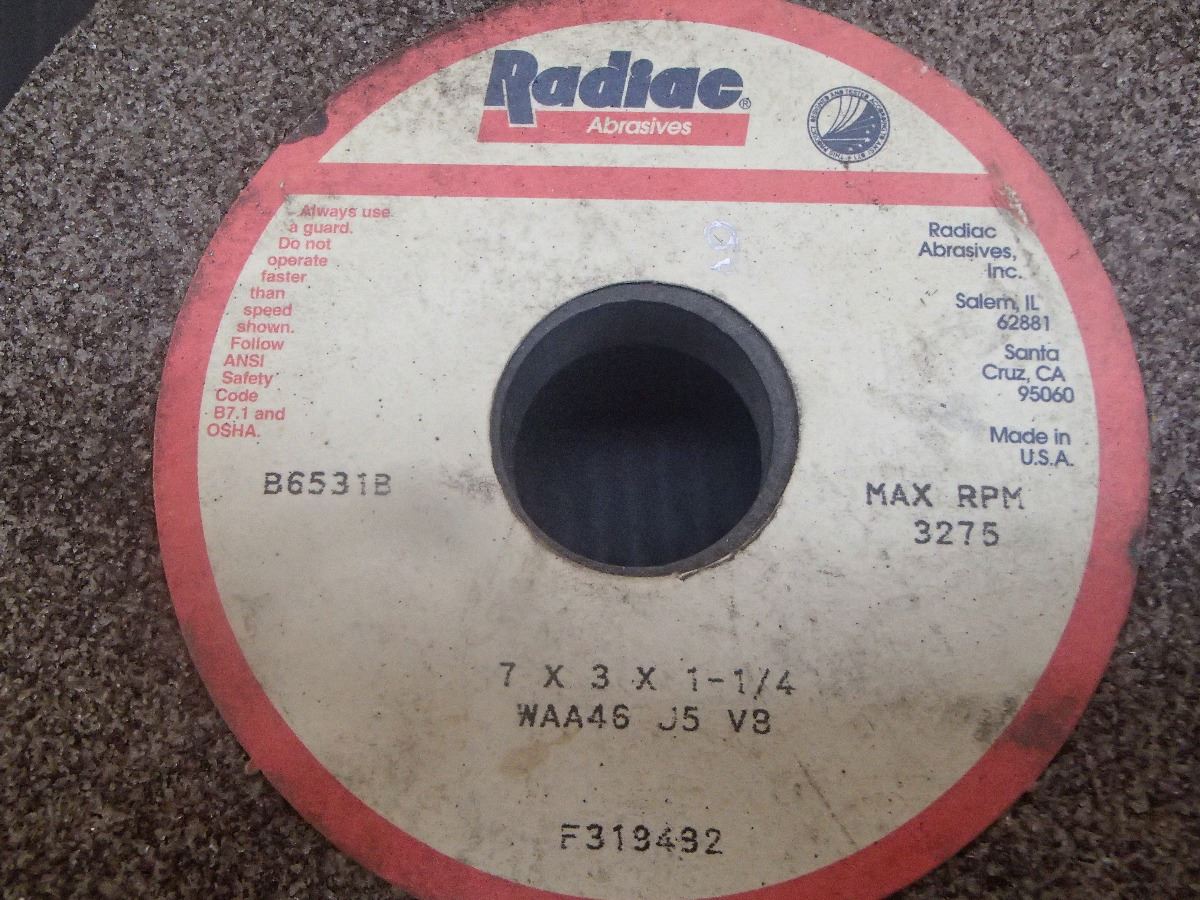 Radiac®
Abrasives
Always use
a guard.
Do not
operate
faster
than
speed
shown.
Follow
ANSI
Safety
Code
B7.1 and
OSHA.
Radiac
Abrasives,
Inc.
Salem, IL
62881
Santa
Cruz, CA
95060
Made in
U.S.A.
B6531B
MAX RPM
3275
7 X 3 X 1-1/4
WAA46 J5 V8
F319492